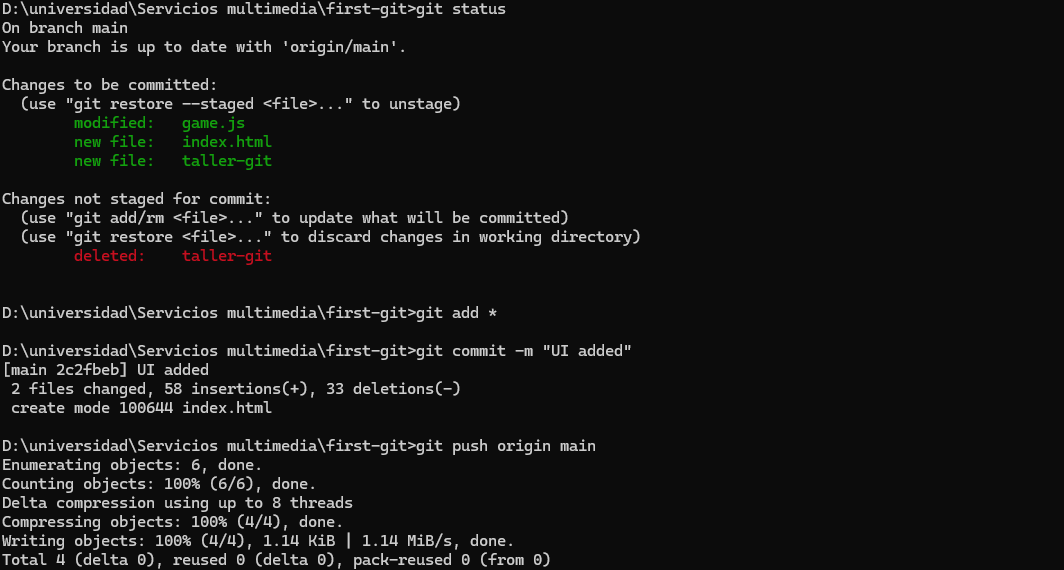 D:\universidad\Servicios multimedia\first-git>git status
On branch main
Your branch is up to date with 'origin/main'.
Changes to be committed:
  (use "git restore --staged <file>..." to unstage)
        modified:   game.js
        new file:   index.html
        new file:   taller-git
Changes not staged for commit:
  (use "git add/rm <file>..." to update what will be committed)
  (use "git restore <file>..." to discard changes in working directory)
        deleted:    taller-git
D:\universidad\Servicios multimedia\first-git>git add *
D:\universidad\Servicios multimedia\first-git>git commit -m "UI added"
[main 2c2fbeb] UI added
 2 files changed, 58 insertions(+), 33 deletions(-)
 create mode 100644 index.html
D:\universidad\Servicios multimedia\first-git>git push origin main
Enumerating objects: 6, done.
Counting objects: 100% (6/6), done.
Delta compression using up to 8 threads
Compressing objects: 100% (4/4), done.
Writing objects: 100% (4/4), 1.14 KiB | 1.14 MiB/s, done.
Total 4 (delta 0), reused 0 (delta 0), pack-reused 0 (from 0)